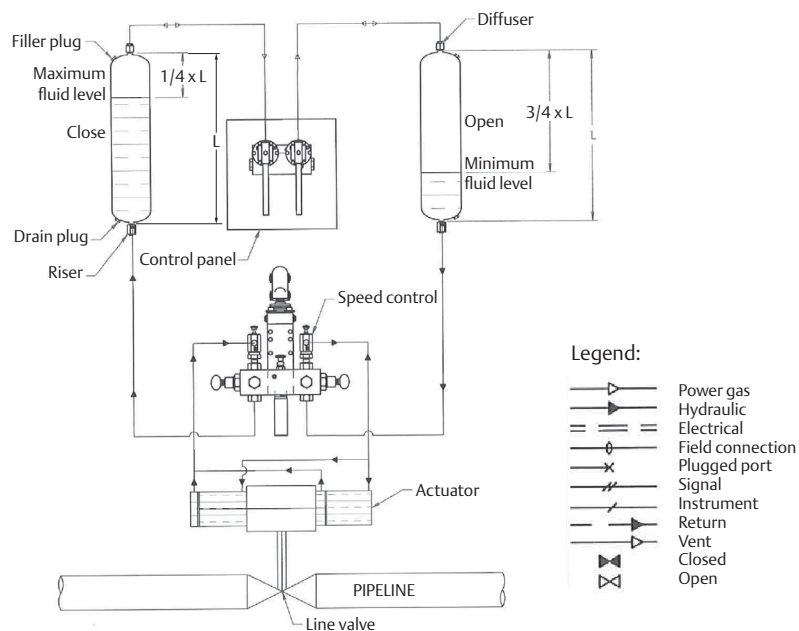 Diffuser
Filler plug
Maximum
fluid level
1/4 x L
Close
L
Open
3/4 x L
L
Minimum
fluid level
Drain plug
Riser
Control panel
Speed control
Actuator
PIPELINE
Line valve
Legend:
Power gas
Hydraulic
Electrical
Field connection
Plugged port
Signal
Instrument
Return
Vent
Closed
Open